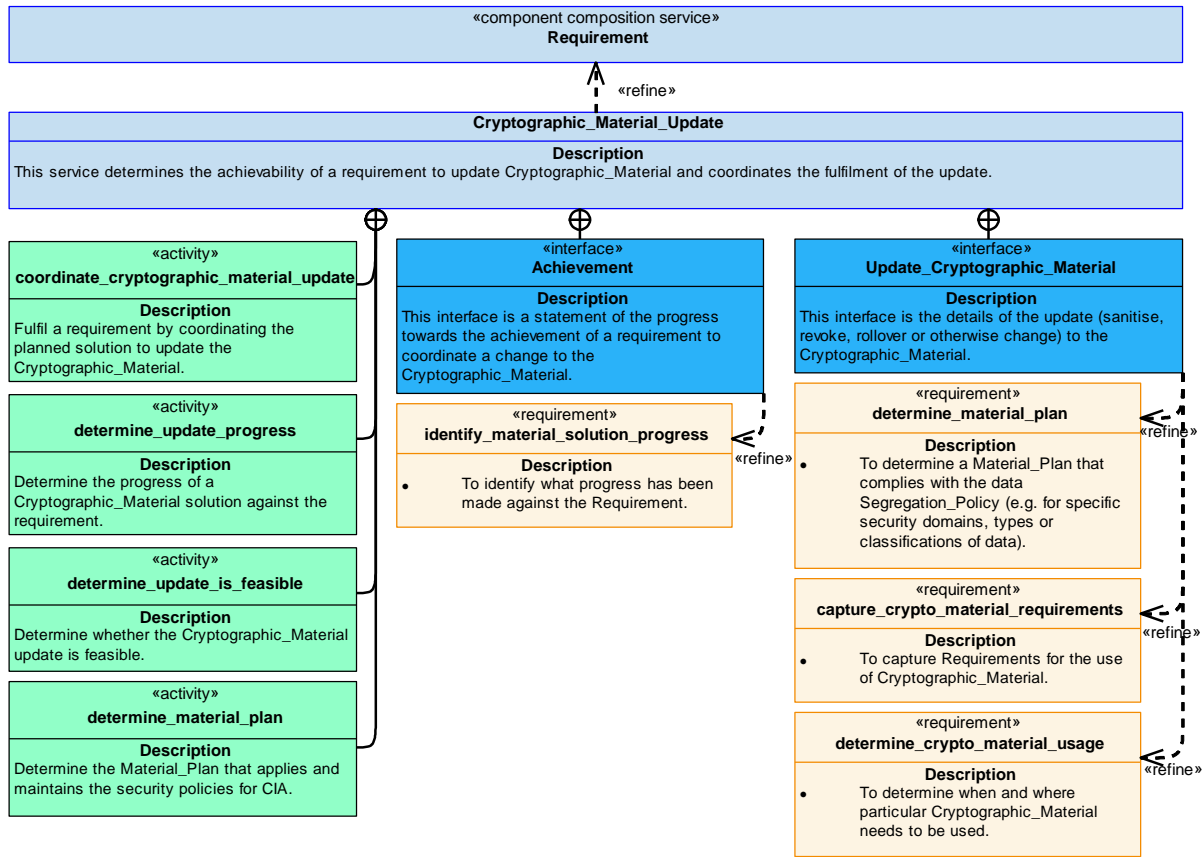 «component composition service»
Requirement
«refine»
Cryptographic_Material_Update
Description
This service determines the achievability of a requirement to update Cryptographic_Material and coordinates the fulfilment of the update.
«activity»
coordinate_cryptographic_material_update
Description
Fulfil a requirement by coordinating the
planned solution to update the
Cryptographic_Material.
«activity»
determine_update_progress
Description
Determine the progress of a
Cryptographic_Material solution against the
requirement.
«activity»
determine_update_is_feasible
Description
Determine whether the Cryptographic_Material
update is feasible.
«activity»
determine_material_plan
Description
Determine the Material_Plan that applies and
maintains the security policies for CIA.
«interface»
Achievement
Description
This interface is a statement of the progress
towards the achievement of a requirement to
coordinate a change to the
Cryptographic_Material.
«requirement»
identify_material_solution_progress
Description
• To identify what progress has been
made against the Requirement.
«refine»
«interface»
Update_Cryptographic_Material
Description
This interface is the details of the update (sanitise,
revoke, rollover or otherwise change) to the
Cryptographic_Material.
«requirement»
determine_material_plan
Description
• To determine a Material_Plan that
complies with the data
Segregation_Policy (e.g. for specific
security domains, types or
classifications of data).
«refine»
«requirement»
capture_crypto_material_requirements
Description
• To capture Requirements for the use
of Cryptographic_Material.
«refine»
«requirement»
determine_crypto_material_usage
Description
• To determine when and where
particular Cryptographic_Material
needs to be used.
«refine»